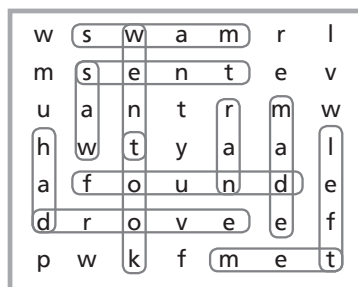 w s w a m r l
m s e n t e v
u a n t r m w
h w t y a a l
a f o u n d e
d r o v e e f
p w k f m e t